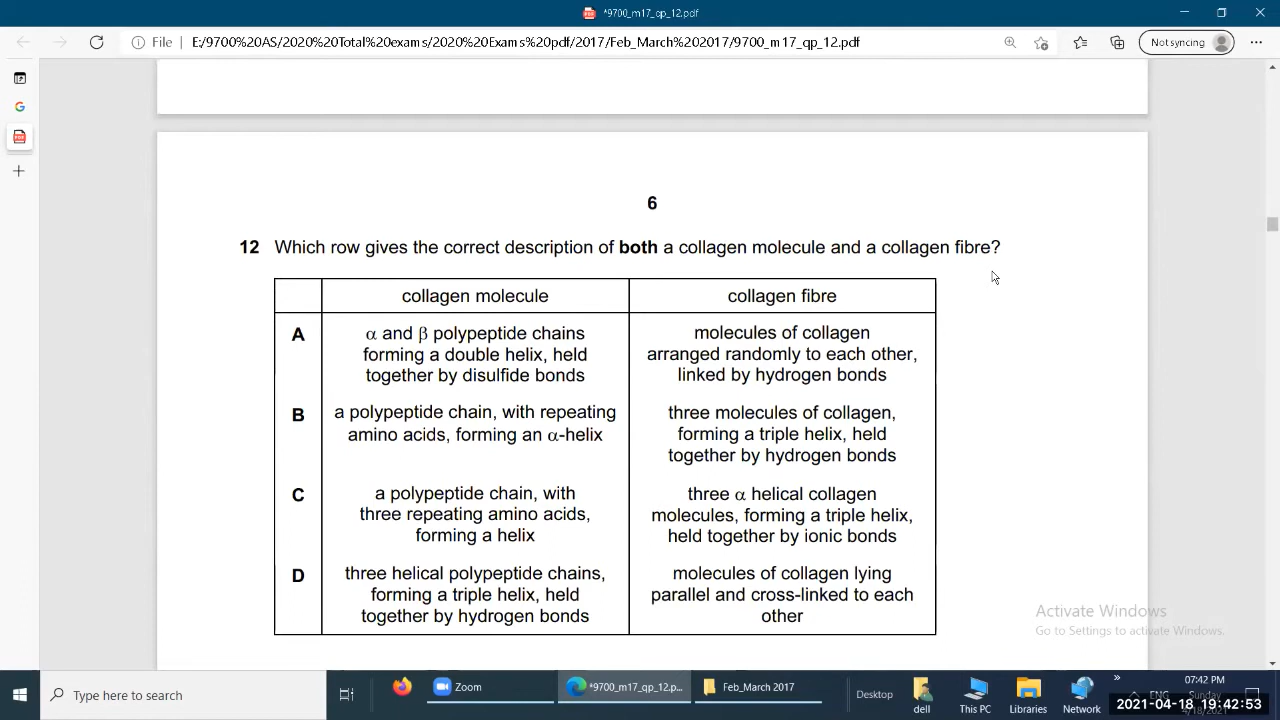 *9700_m17_qp_12.pdf
File E:/9700%20AS/2020%20Total%20exams/2020%20Exams%20pdf/2017/Feb_March%202017/9700_m17_qp_12.pdf
Not syncing
6
12 Which row gives the correct description of both a collagen molecule and a collagen fibre?
collagen molecule
collagen fibre
A
α and β polypeptide chains
forming a double helix, held
together by disulfide bonds
molecules of collagen
arranged randomly to each other,
linked by hydrogen bonds
B
a polypeptide chain, with repeating
amino acids, forming an α-helix
three molecules of collagen,
forming a triple helix, held
together by hydrogen bonds
C
a polypeptide chain, with
three repeating amino acids,
forming a helix
three α helical collagen
molecules, forming a triple helix,
held together by ionic bonds
D
three helical polypeptide chains,
forming a triple helix, held
together by hydrogen bonds
molecules of collagen lying
parallel and cross-linked to each
other
Activate Windows
Go to Settings to activate Windows.
Type here to search
Zoom
*9700_m17_qp_12.p...
Feb_March 2017
Desktop
dell
This PC
Libraries
Network
ENG
07:42 PM
Sunday
4/18/2021
2021-04-18 19:42:53